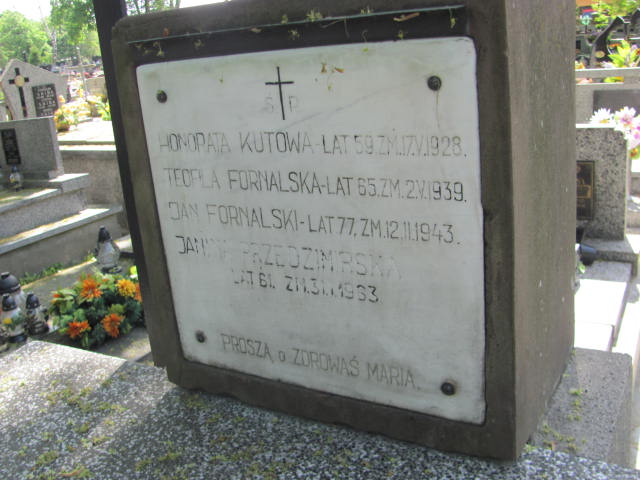 Ś P
HONORATA KUTOWA - LAT 59. ZM. 17.V.1928.
TEOFILA FORNALSKA - LAT 65. ZM. 2.V.1939.
JAN FORNALSKI - LAT 77, ZM. 12.II.1943.
JANINA PRZEDZIMIRSKA
LAT 61. ZM. 31.I.1963
PROSZĄ O ZDROWAŚ MARIA.